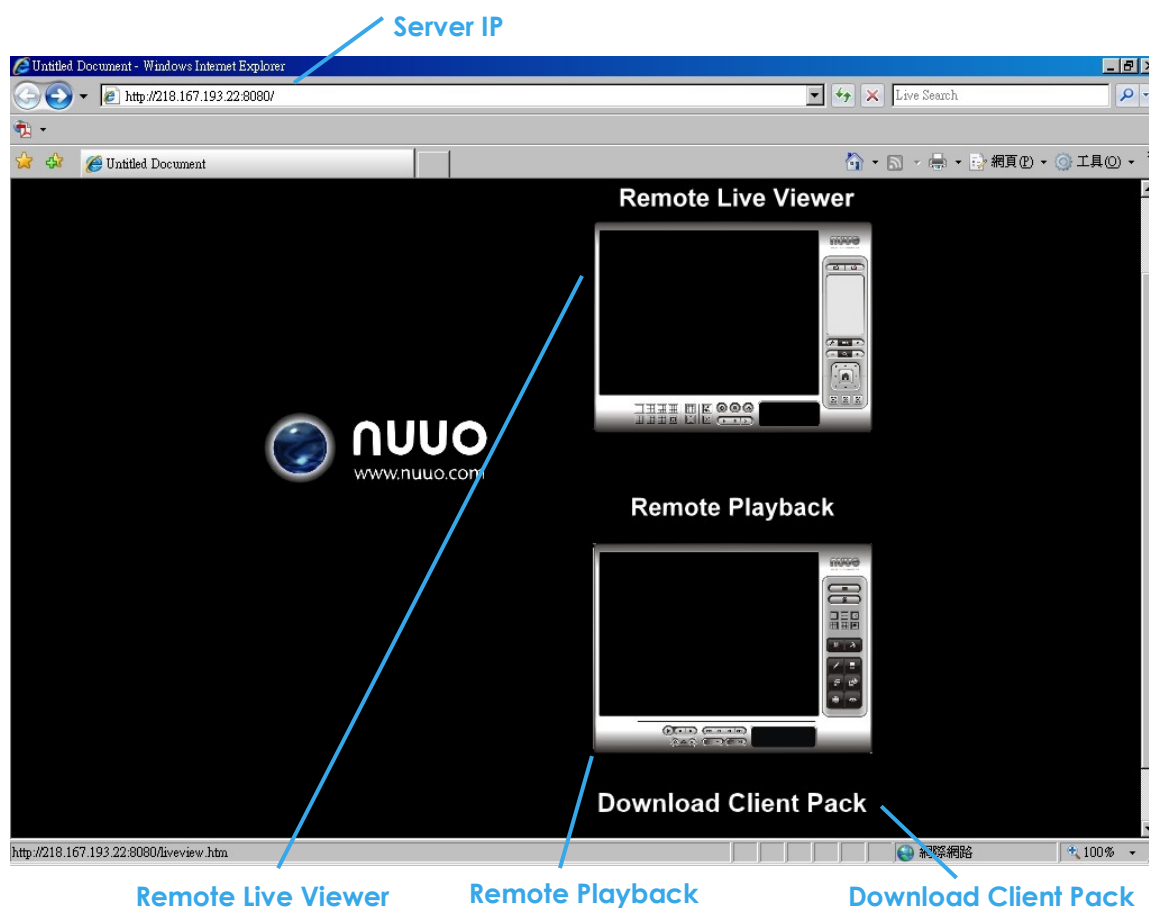 Server IP
Untitled Document - Windows Internet Explorer
http://218.167.193.22:8080/
Live Search
Untitled Document
網頁(P)
工具(O)
Remote Live Viewer
nuuo
nuuo
www.nuuo.com
Remote Playback
nuuo
Download Client Pack
http://218.167.193.22:8080/liveview.htm
網際網路
100%
Remote Live Viewer
Remote Playback
Download Client Pack